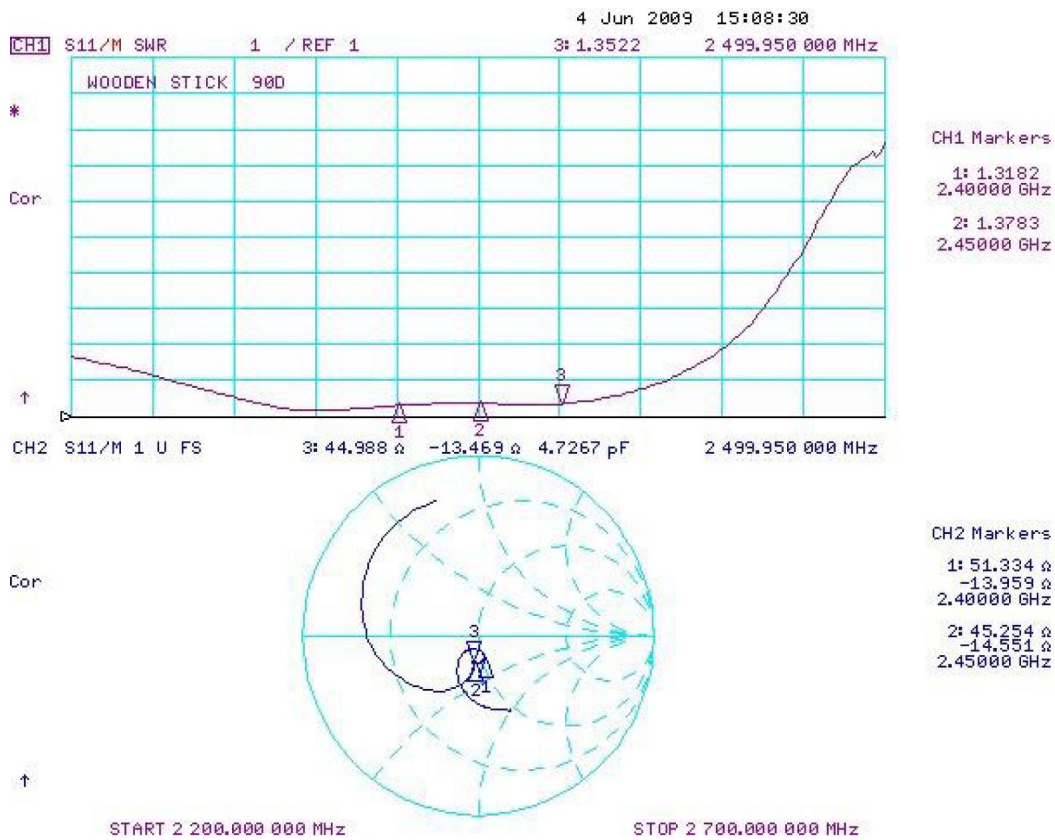 4 Jun 2009 15:08:30
CH1 S11/M SWR 1 / REF 1 3: 1.3522 2 499.950 000 MHz
WOODEN STICK 90D
*
CH1 Markers
1: 1.3182
2.40000 GHz
Cor
2: 1.3783
2.45000 GHz
3
↑
1 2
CH2 S11/M 1 U FS 3: 44.988 Ω -13.469 Ω 4.7267 pF 2 499.950 000 MHz
CH2 Markers
1: 51.334 Ω
-13.959 Ω
2.40000 GHz
Cor
2: 45.254 Ω
-14.551 Ω
2.45000 GHz
3
2 1
↑
START 2 200.000 000 MHz STOP 2 700.000 000 MHz